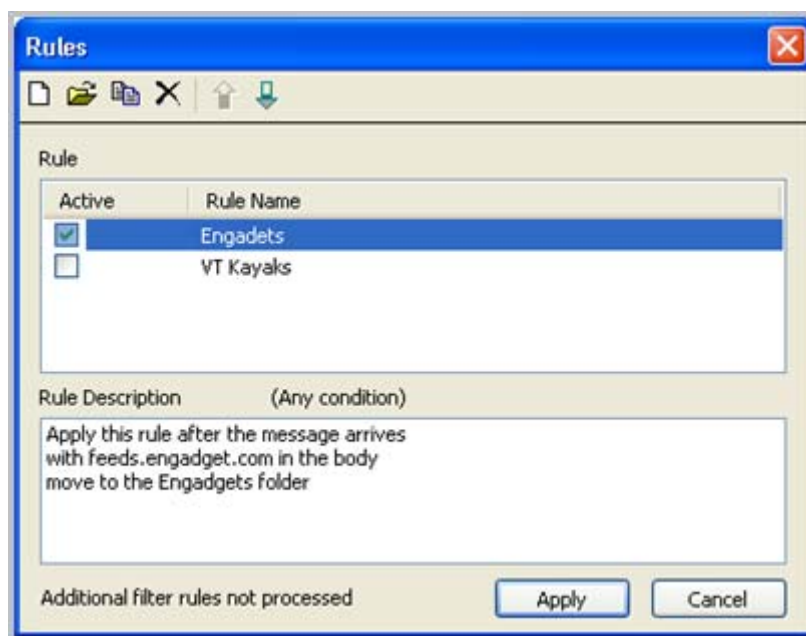 Rules
Rule
Active Rule Name
Engadets
VT Kayaks
Rule Description (Any condition)
Apply this rule after the message arrives
with feeds.engadget.com in the body
move to the Engadgets folder
Additional filter rules not processed Apply Cancel